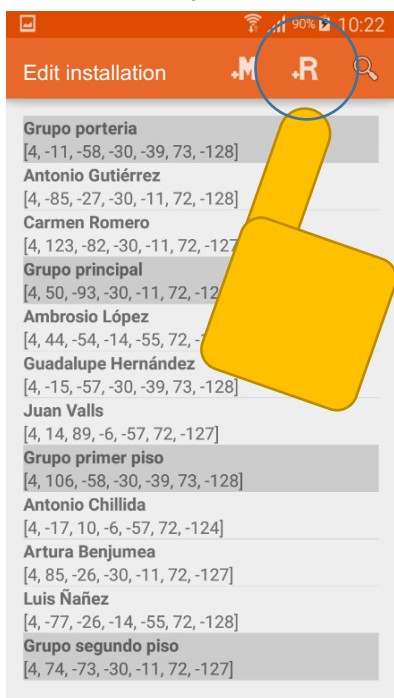 90% 10:22
Edit installation +M +R
Grupo porteria
[4, -11, -58, -30, -39, 73, -128]
Antonio Gutiérrez
[4, -85, -27, -30, -11, 72, -128]
Carmen Romero
[4, 123, -82, -30, -11, 72, -127
Grupo principal
[4, 50, -93, -30, -11, 72, -12
Ambrosio López
[4, 44, -54, -14, -55, 72, -
Guadalupe Hernández
[4, -15, -57, -30, -39, 73, -128]
Juan Valls
[4, 14, 89, -6, -57, 72, -127]
Grupo primer piso
[4, 106, -58, -30, -39, 73, -128]
Antonio Chillida
[4, -17, 10, -6, -57, 72, -124]
Artura Benjumea
[4, 85, -26, -30, -11, 72, -127]
Luis Ñañez
[4, -77, -26, -14, -55, 72, -128]
Grupo segundo piso
[4, 74, -73, -30, -11, 72, -127]